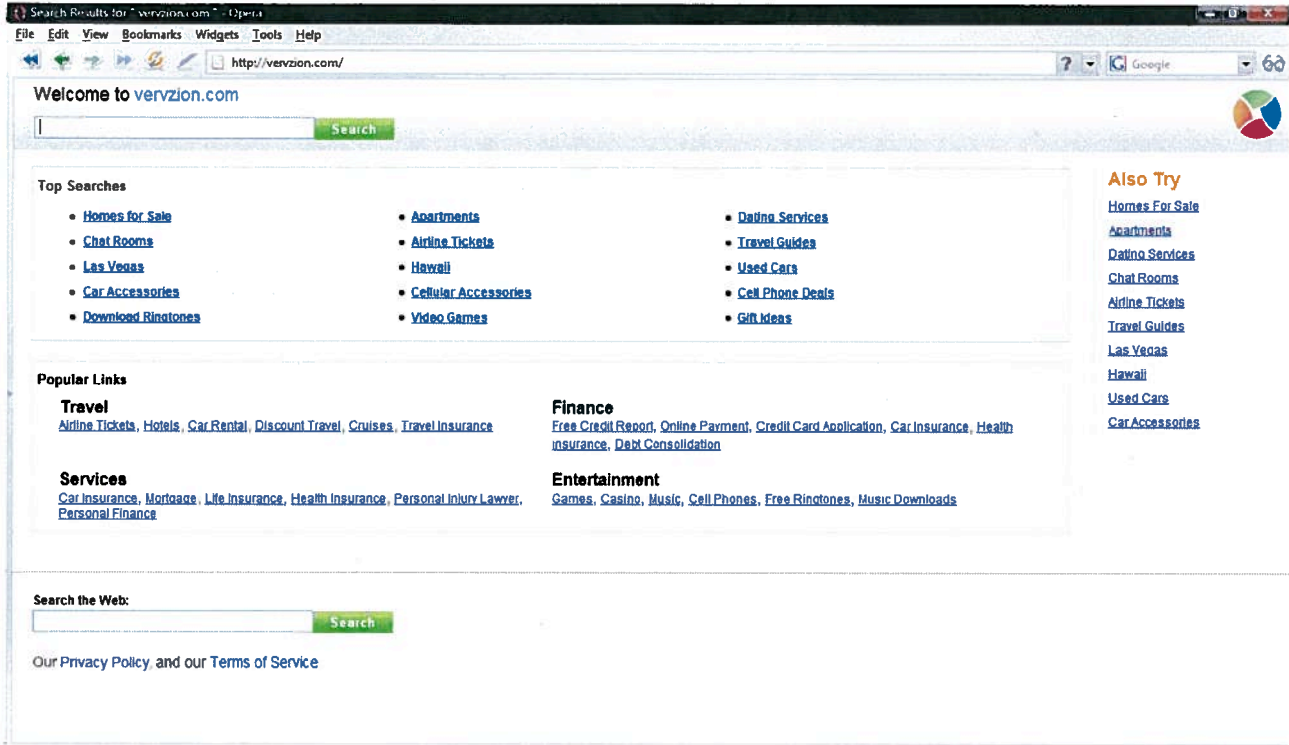 Search Results for " vervzion.com " - Opera
File Edit View Bookmarks Widgets Tools Help
http://vervzion.com/
? Google
Welcome to vervzion.com
Search
Top Searches
Homes for Sale Apartments Dating Services
Chat Rooms Airline Tickets Travel Guides
Las Vegas Hawaii Used Cars
Car Accessories Cellular Accessories Cell Phone Deals
Download Ringtones Video Games Gift Ideas
Also Try
Homes For Sale
Apartments
Dating Services
Chat Rooms
Airline Tickets
Travel Guides
Las Vegas
Hawaii
Used Cars
Car Accessories
Popular Links
Travel
Airline Tickets, Hotels, Car Rental, Discount Travel, Cruises, Travel Insurance
Finance
Free Credit Report, Online Payment, Credit Card Application, Car Insurance, Health
Insurance, Debt Consolidation
Services
Car Insurance, Mortgage, Life Insurance, Health Insurance, Personal Injury Lawyer,
Personal Finance
Entertainment
Games, Casino, Music, Cell Phones, Free Ringtones, Music Downloads
Search the Web:
Search
Our Privacy Policy, and our Terms of Service